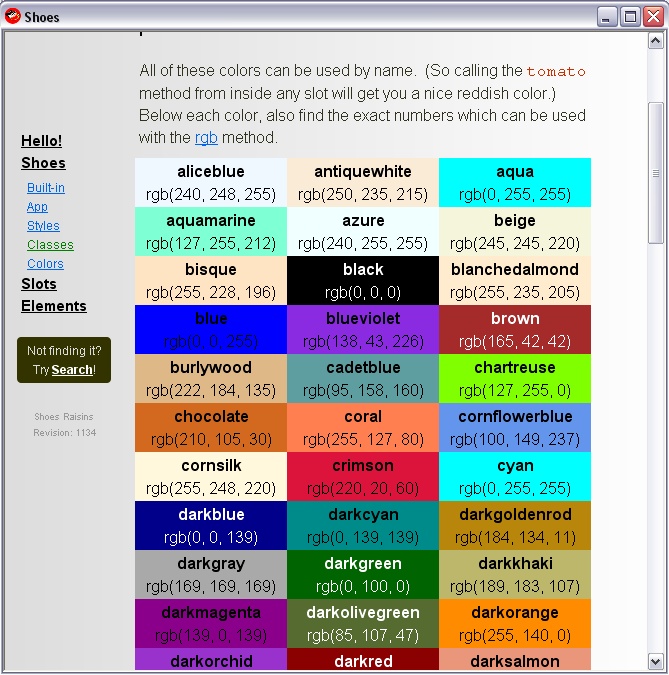 Shoes
All of these colors can be used by name. (So calling the tomato
method from inside any slot will get you a nice reddish color.)
Below each color, also find the exact numbers which can be used
with the rgb method.
Hello!
Shoes
Built-in
App
Styles
Classes
Colors
Slots
Elements
Not finding it?
Try Search!
Shoes Raisins
Revision: 1134
aliceblue antiquewhite aqua
rgb(240, 248, 255) rgb(250, 235, 215) rgb(0, 255, 255)
aquamarine azure beige
rgb(127, 255, 212) rgb(240, 255, 255) rgb(245, 245, 220)
bisque black blanchedalmond
rgb(255, 228, 196) rgb(0, 0, 0) rgb(255, 235, 205)
blue blueviolet brown
rgb(0, 0, 255) rgb(138, 43, 226) rgb(165, 42, 42)
burlywood cadetblue chartreuse
rgb(222, 184, 135) rgb(95, 158, 160) rgb(127, 255, 0)
chocolate coral cornflowerblue
rgb(210, 105, 30) rgb(255, 127, 80) rgb(100, 149, 237)
cornsilk crimson cyan
rgb(255, 248, 220) rgb(220, 20, 60) rgb(0, 255, 255)
darkblue darkcyan darkgoldenrod
rgb(0, 0, 139) rgb(0, 139, 139) rgb(184, 134, 11)
darkgray darkgreen darkkhaki
rgb(169, 169, 169) rgb(0, 100, 0) rgb(189, 183, 107)
darkmagenta darkolivegreen darkorange
rgb(139, 0, 139) rgb(85, 107, 47) rgb(255, 140, 0)
darkorchid darkred darksalmon